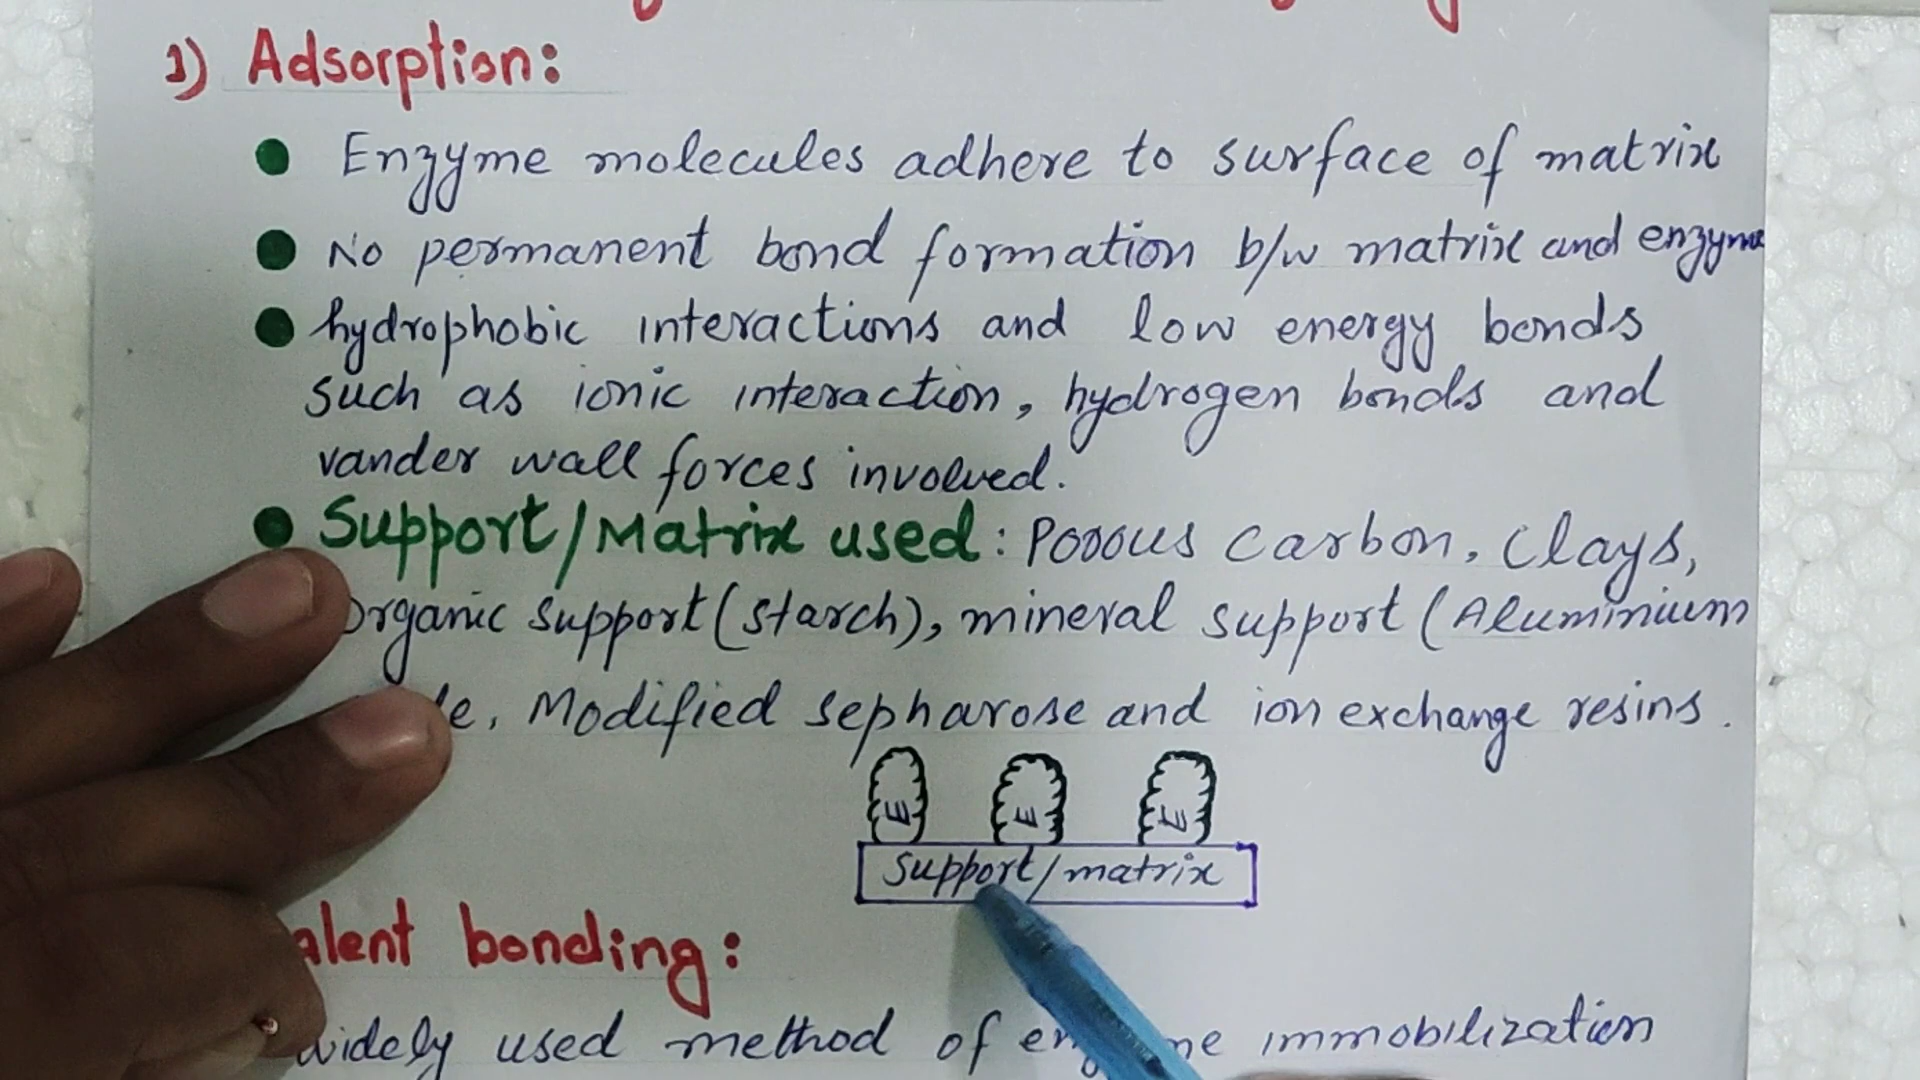 1) Adsorption:
Enzyme molecules adhere to surface of matrix
No permanent bond formation b/w matrix and enzyme
hydrophobic interactions and low energy bonds
such as ionic interaction, hydrogen bonds and
vander wall forces involved.
Support/Matrix used: Porous Carbon, Clays,
Organic support (starch), mineral support (Aluminium
Modified sepharose and ion exchange resins.
E E E
Support/matrix
alent bonding:
widely used method of immobilization